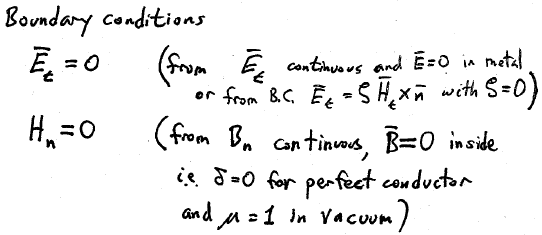 Boundary conditions
Ē_t = 0 (from Ē_t continuous and Ē=0 in metal
or from B.C. Ē_t = ζ H̄_t × n̄ with ζ=0)
H_n = 0 (from B_n continuous, B̄=0 inside
i.e. δ=0 for perfect conductor
and μ = 1 in vacuum)